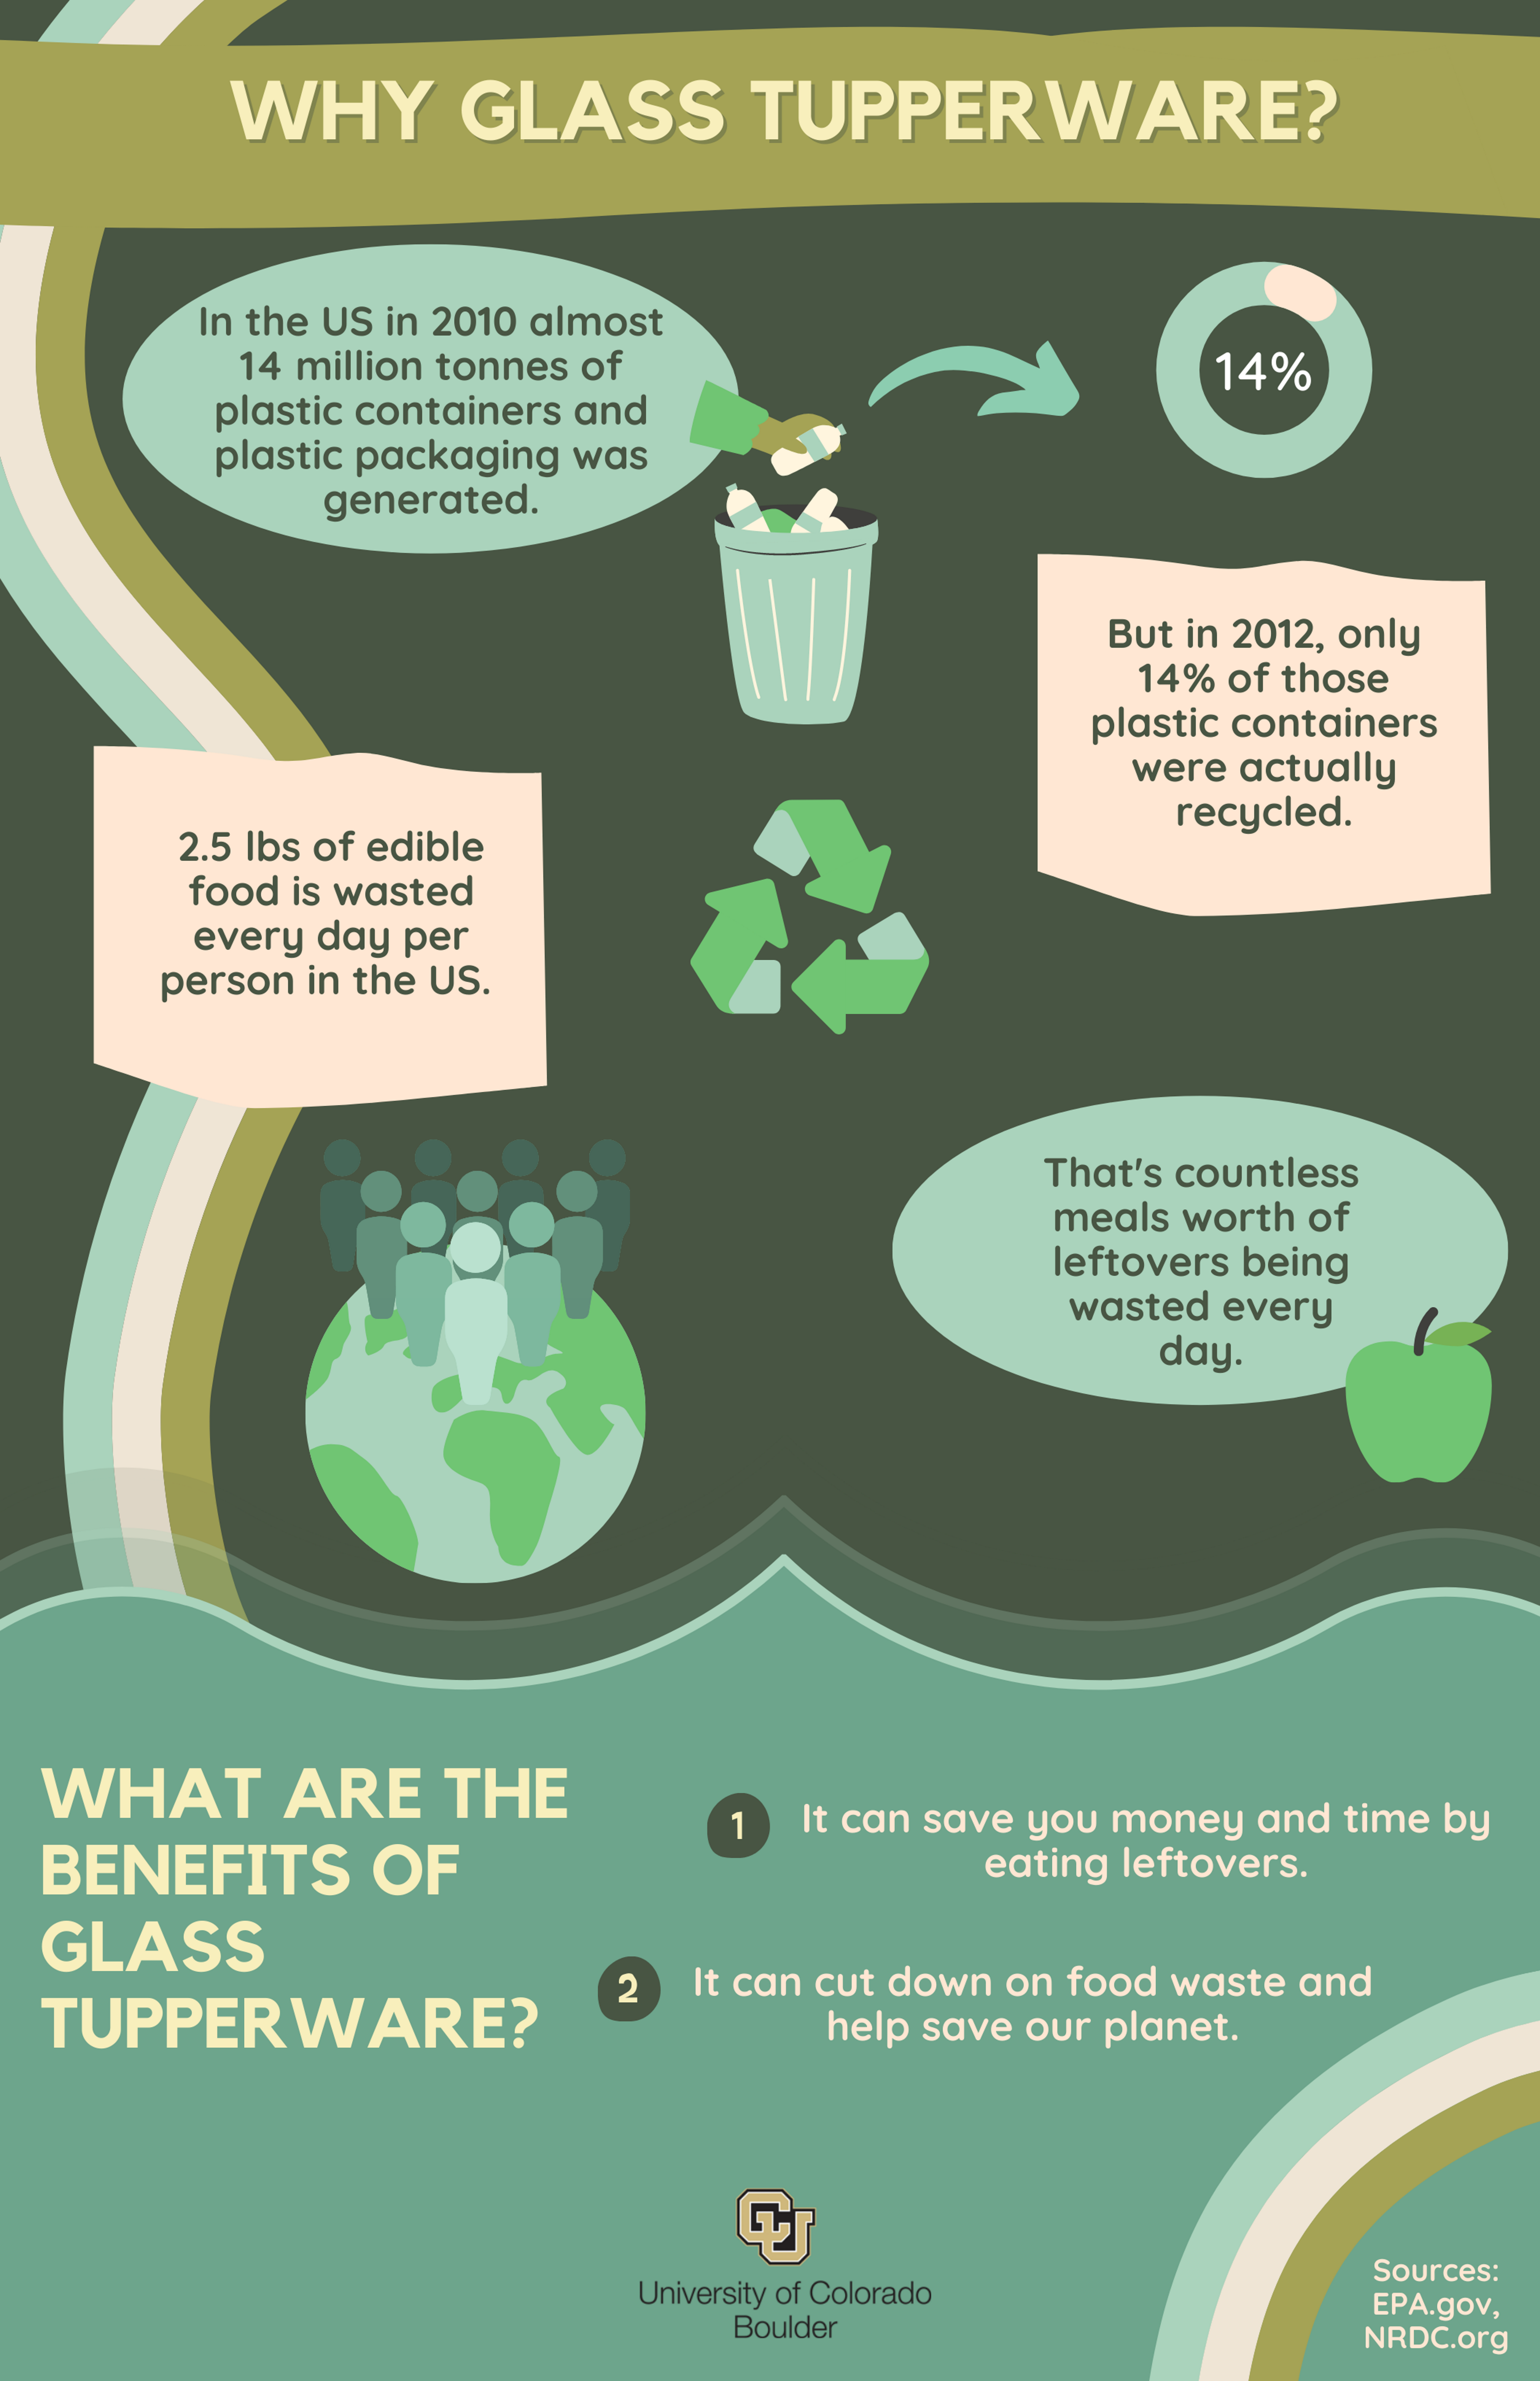 WHY GLASS TUPPERWARE?
In the US in 2010 almost
14 million tonnes of
plastic containers and
plastic packaging was
generated.
14%
But in 2012, only
14% of those
plastic containers
were actually
recycled.
2.5 lbs of edible
food is wasted
every day per
person in the US.
That's countless
meals worth of
leftovers being
wasted every
day.
WHAT ARE THE
BENEFITS OF
GLASS
TUPPERWARE?
1
It can save you money and time by
eating leftovers.
2
It can cut down on food waste and
help save our planet.
CU
University of Colorado
Boulder
Sources:
EPA.gov,
NRDC.org